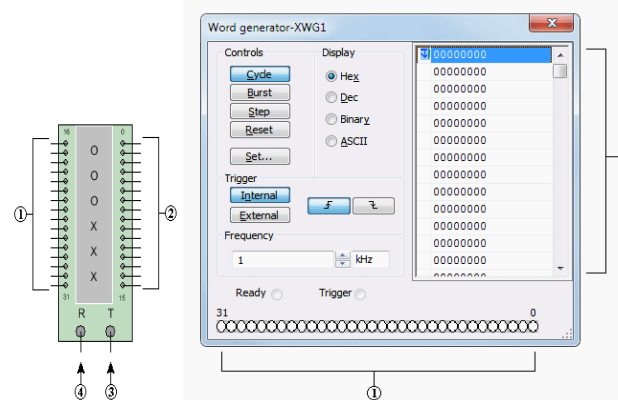 Word generator-XWG1
Controls
Display
Cycle
Burst
Step
Reset
Set...
Hex
Dec
Binary
ASCII
Trigger
Internal
External
Frequency
1
kHz
Ready
Trigger
31
0
00000000
00000000
00000000
00000000
00000000
00000000
00000000
00000000
00000000
00000000
00000000
00000000
00000000
00000000
①
16
0
O
O
O
X
X
X
31
15
R
T
①
②
④
③